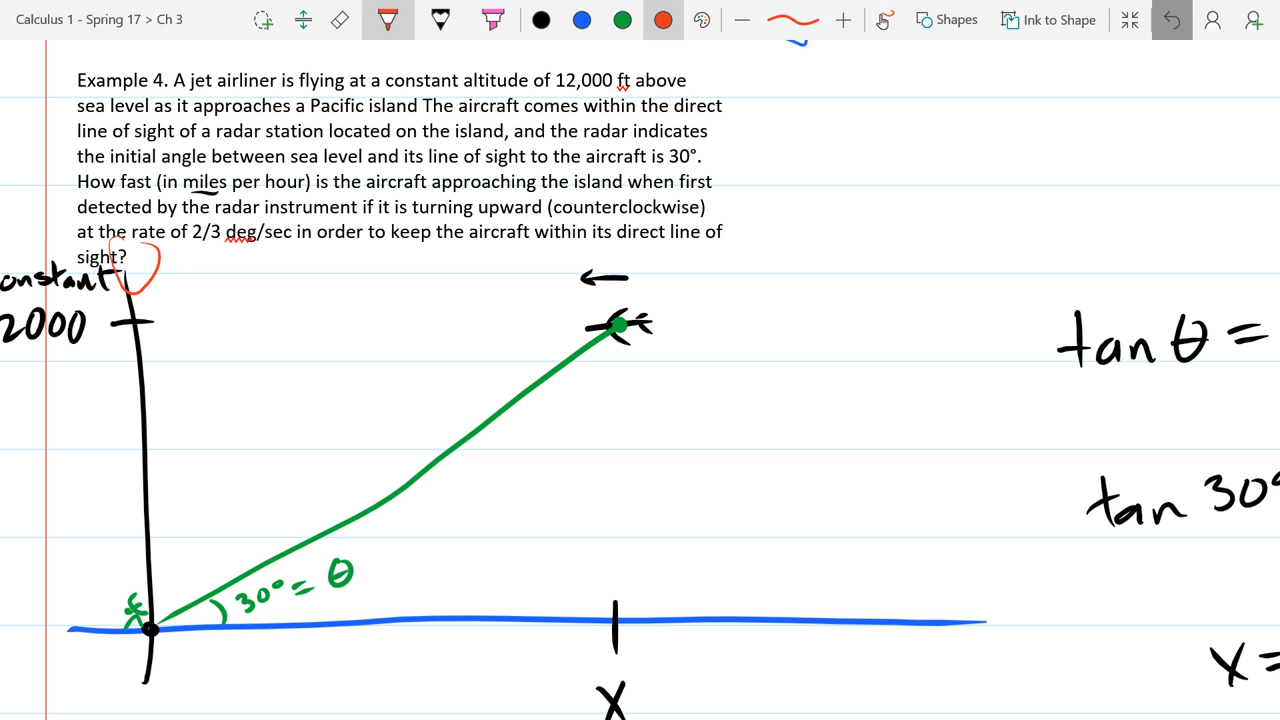 Calculus 1 - Spring 17 > Ch 3
Shapes
Ink to Shape
Example 4. A jet airliner is flying at a constant altitude of 12,000 ft above
sea level as it approaches a Pacific island The aircraft comes within the direct
line of sight of a radar station located on the island, and the radar indicates
the initial angle between sea level and its line of sight to the aircraft is 30°.
How fast (in miles per hour) is the aircraft approaching the island when first
detected by the radar instrument if it is turning upward (counterclockwise)
at the rate of 2/3 deg/sec in order to keep the aircraft within its direct line of
sight?
onstant
2000
tan θ =
tan 30°
30° = θ
x =
x